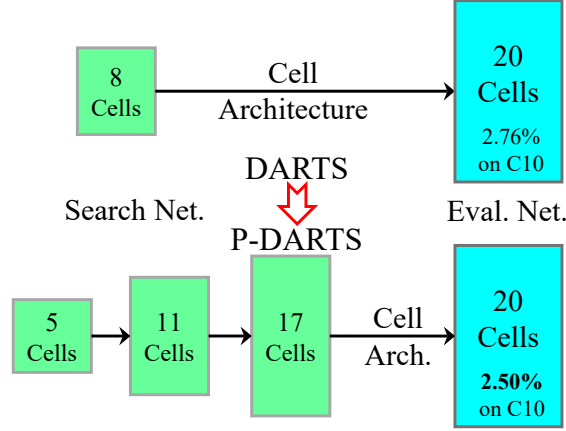 8
Cells
Cell
Architecture
20
Cells
2.76%
on C10
DARTS
Search Net.
Eval. Net.
P-DARTS
5
Cells
11
Cells
17
Cells
Cell
Arch.
20
Cells
2.50%
on C10